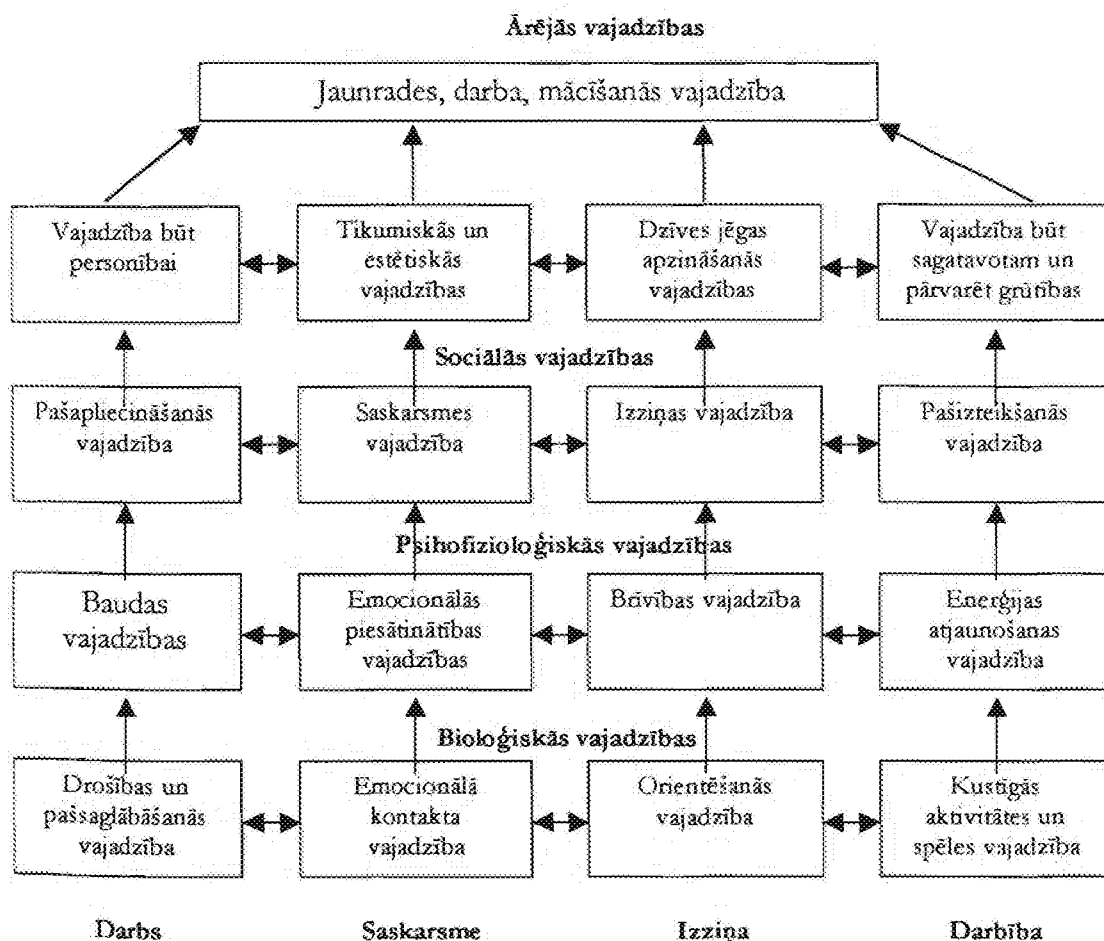 Ārējās vajadzības
Jaunrades, darba, mācīšanās vajadzība
Vajadzība būt
personībai
Tikumiskās un
estētiskās
vajadzības
Dzīves jēgas
apzināšanās
vajadzības
Vajadzība būt
sagatavotam un
pārvarēt grūtības
Sociālās vajadzības
Pašapliecināšanās
vajadzība
Saskarsmes
vajadzība
Izziņas vajadzība
Pašizteikšanās
vajadzība
Psihofizioloģiskās vajadzības
Baudas
vajadzības
Emocionālās
piesātinātības
vajadzības
Brīvības vajadzība
Enerģijas
atjaunošanas
vajadzība
Bioloģiskās vajadzības
Drošības un
pašsaglābāšanās
vajadzība
Emocionālā
kontakta
vajadzība
Orientēšanās
vajadzība
Kustīgās
aktivitātes un
spēles vajadzība
Darbs
Saskarsme
Izziņa
Darbība